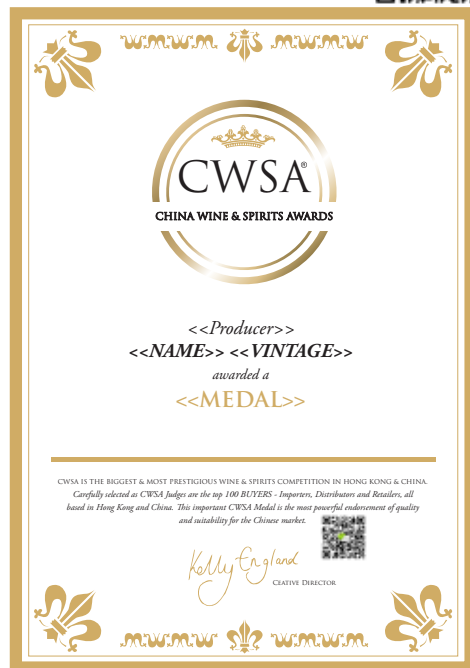 CWSA®
CHINA WINE & SPIRITS AWARDS
<<Producer>>
<<NAME>> <<VINTAGE>>
awarded a
<<MEDAL>>
CWSA IS THE BIGGEST & MOST PRESTIGIOUS WINE & SPIRITS COMPETITION IN HONG KONG & CHINA.
Carefully selected as CWSA Judges are the top 100 BUYERS - Importers, Distributors and Retailers, all
based in Hong Kong and China. This important CWSA Medal is the most powerful endorsement of quality
and suitability for the Chinese market.
Kelly England
CEATIVE DIRECTOR